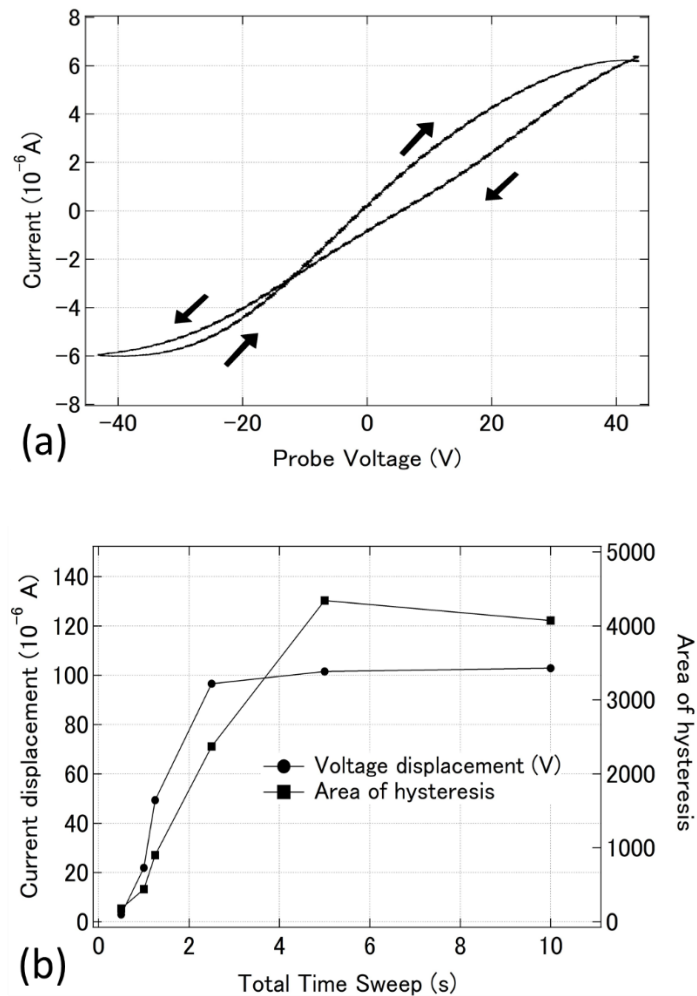 8
6
4
2
0
-2
-4
-6
-8
Current (10⁻⁶ A)
-40 -20 0 20 40
Probe Voltage (V)
(a)
140
120
100
80
60
40
20
0
Current displacement (10⁻⁶ A)
5000
4000
3000
2000
1000
0
Area of hysteresis
Voltage displacement (V)
Area of hysteresis
0 2 4 6 8 10
Total Time Sweep (s)
(b)